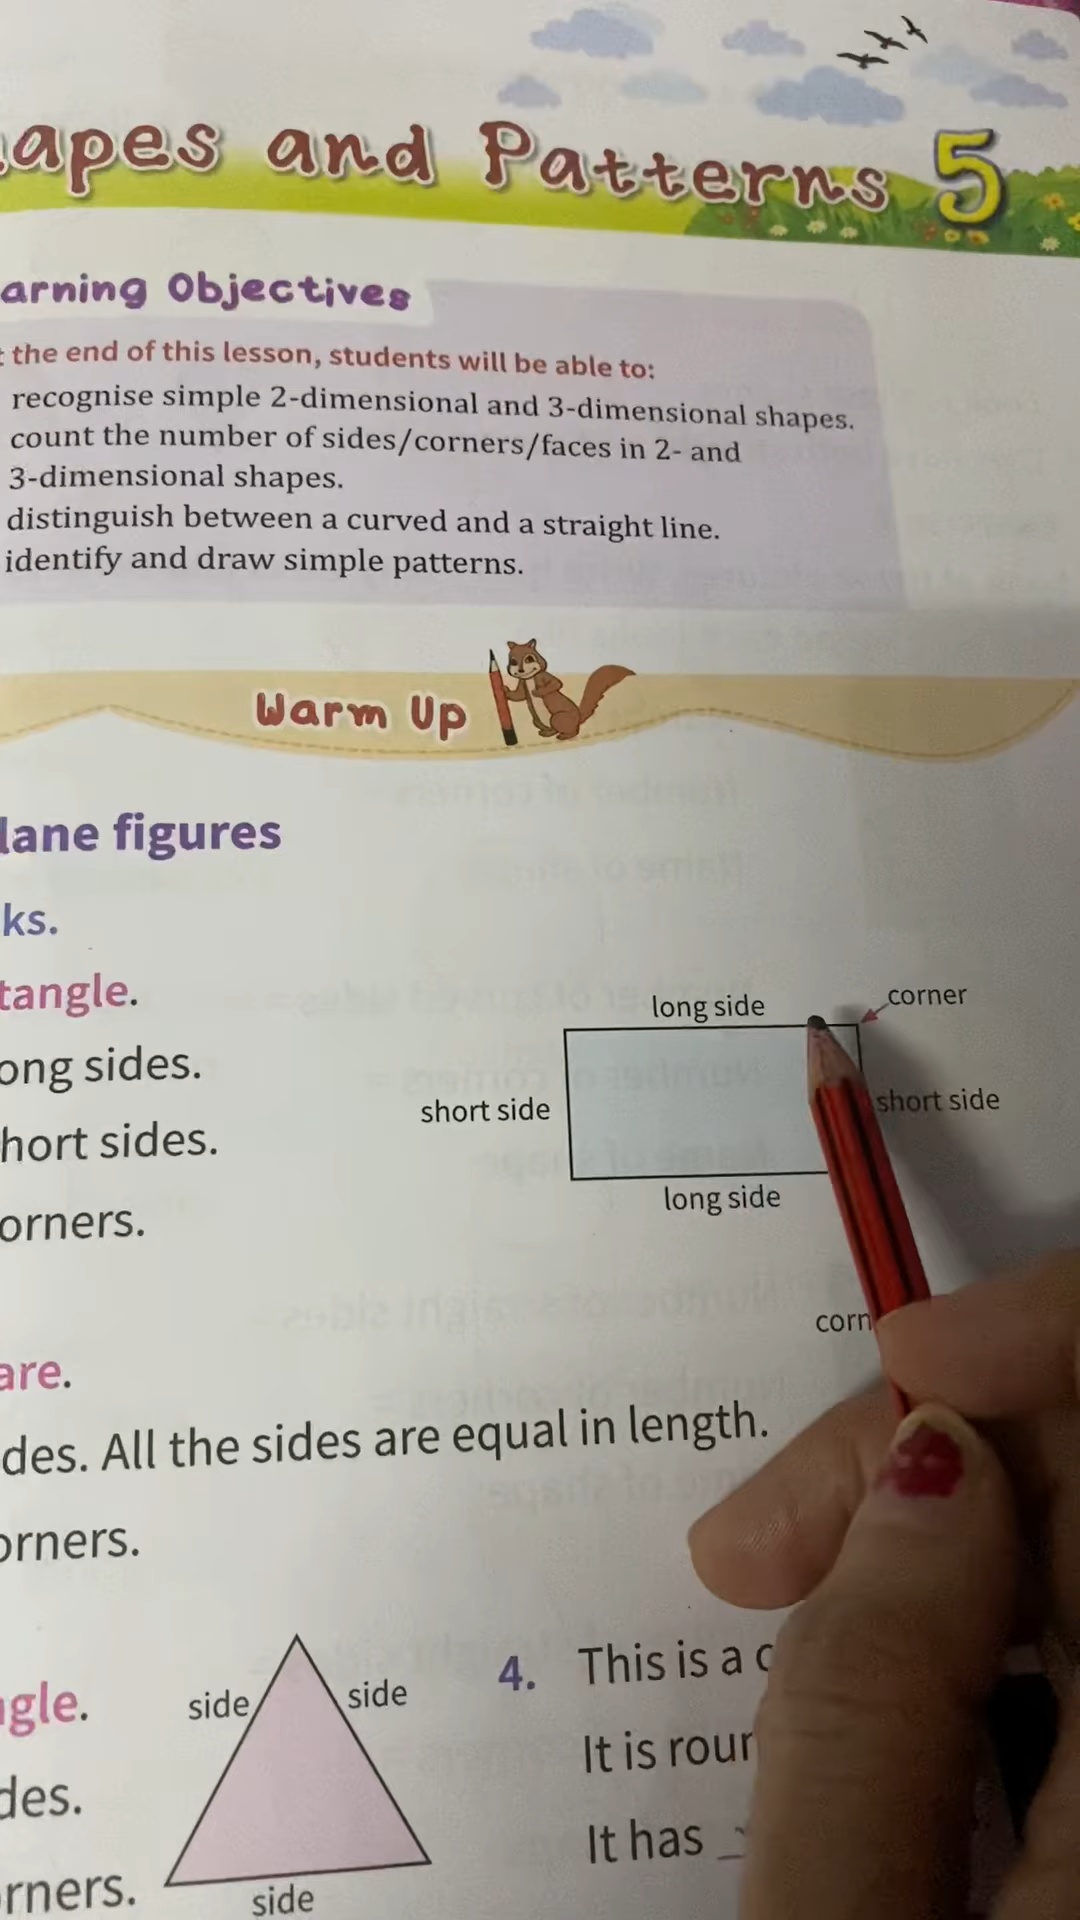 apes and Patterns 5
arning Objectives
the end of this lesson, students will be able to:
recognise simple 2-dimensional and 3-dimensional shapes.
count the number of sides/corners/faces in 2- and
3-dimensional shapes.
distinguish between a curved and a straight line.
identify and draw simple patterns.
Warm Up
lane figures
ks.
tangle.
ong sides.
hort sides.
orners.
long side
corner
short side
short side
long side
corn
are.
des. All the sides are equal in length.
orners.
gle.
des.
rners.
side
side
side
4. This is a c
It is roun
It has